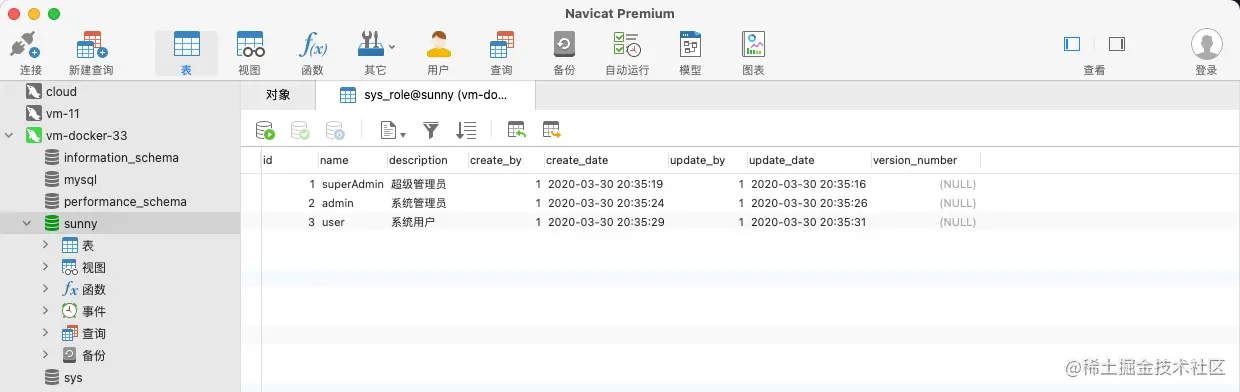 Navicat Premium
连接 新建查询 表 视图 函数 其它 用户 查询 备份 自动运行 模型 图表 查看 登录
cloud
vm-11
vm-docker-33
information_schema
mysql
performance_schema
sunny
表
视图
函数
事件
查询
备份
sys
对象 sys_role@sunny (vm-do...
id name description create_by create_date update_by update_date version_number
1 superAdmin 超级管理员 1 2020-03-30 20:35:19 1 2020-03-30 20:35:16 (NULL)
2 admin 系统管理员 1 2020-03-30 20:35:24 1 2020-03-30 20:35:26 (NULL)
3 user 系统用户 1 2020-03-30 20:35:29 1 2020-03-30 20:35:31 (NULL)
@稀土掘金技术社区